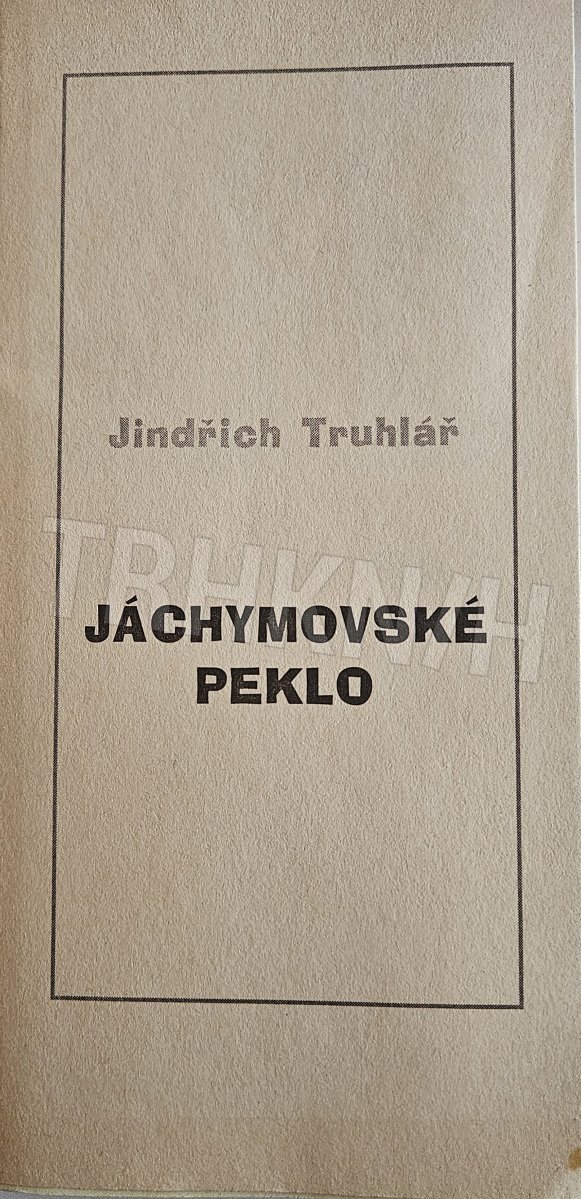 Jindřich Truhlář
TRHKNIH
JÁCHYMOVSKÉ
PEKLO